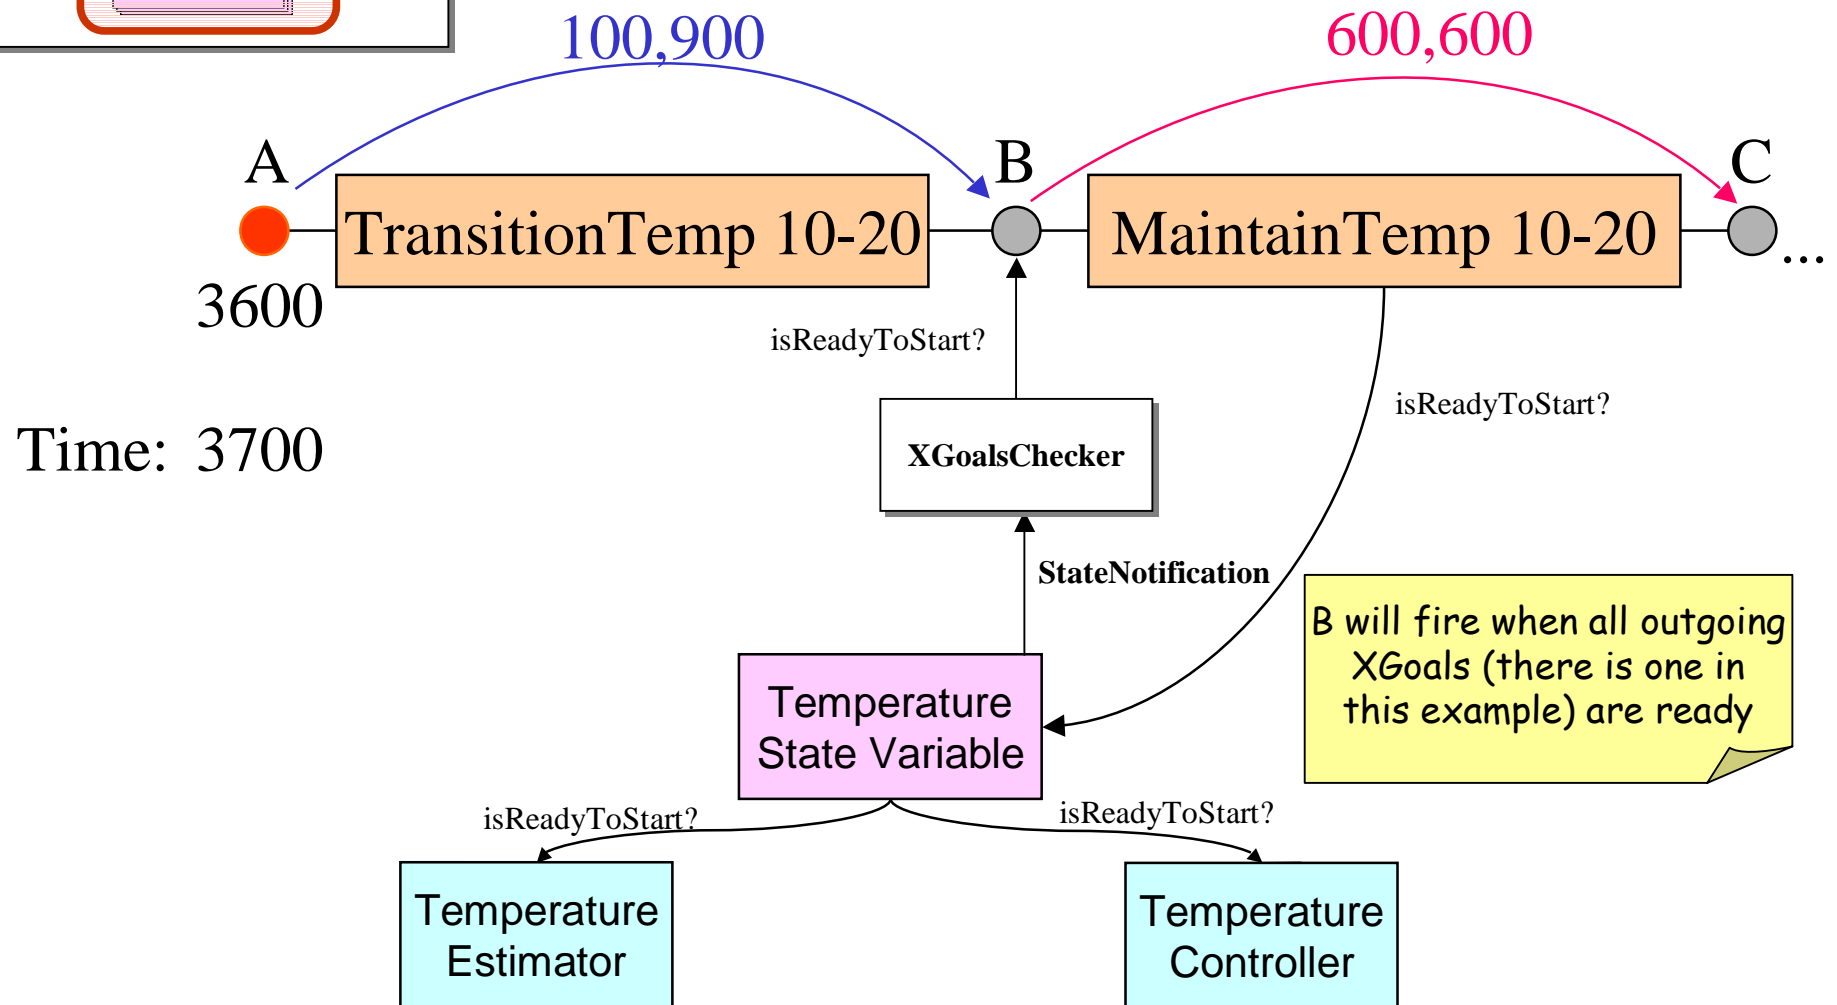 100,900
600,600
A
B
C
TransitionTemp 10-20
MaintainTemp 10-20
...
3600
isReadyToStart?
isReadyToStart?
Time: 3700
XGoalsChecker
StateNotification
B will fire when all outgoing
XGoals (there is one in
this example) are ready
Temperature
State Variable
isReadyToStart?
isReadyToStart?
Temperature
Estimator
Temperature
Controller